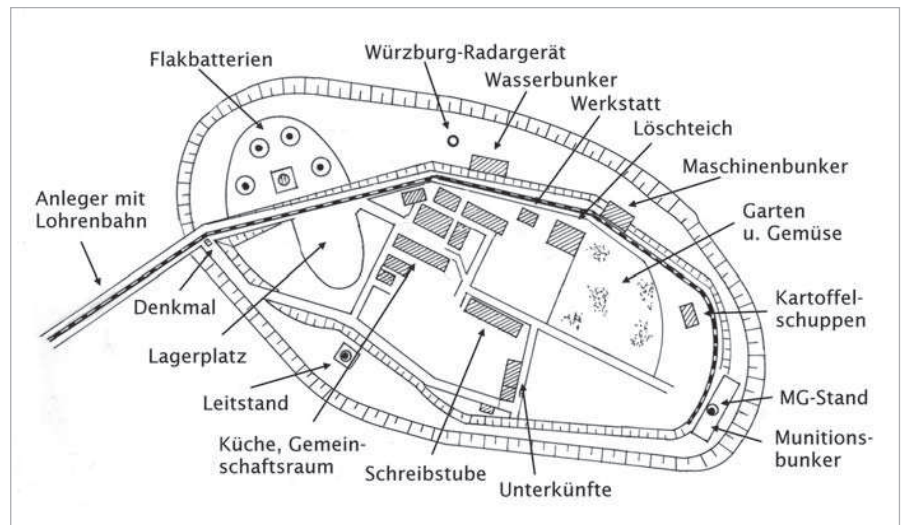 Flakbatterien
Würzburg-Radargerät
Wasserbunker
Werkstatt
Löschteich
Maschinenbunker
Anleger mit
Lohrenbahn
Garten
u. Gemüse
Denkmal
Kartoffel-
schuppen
Lagerplatz
Leitstand
MG-Stand
Küche, Gemein-
schaftsraum
Munitions-
bunker
Schreibstube
Unterkünfte